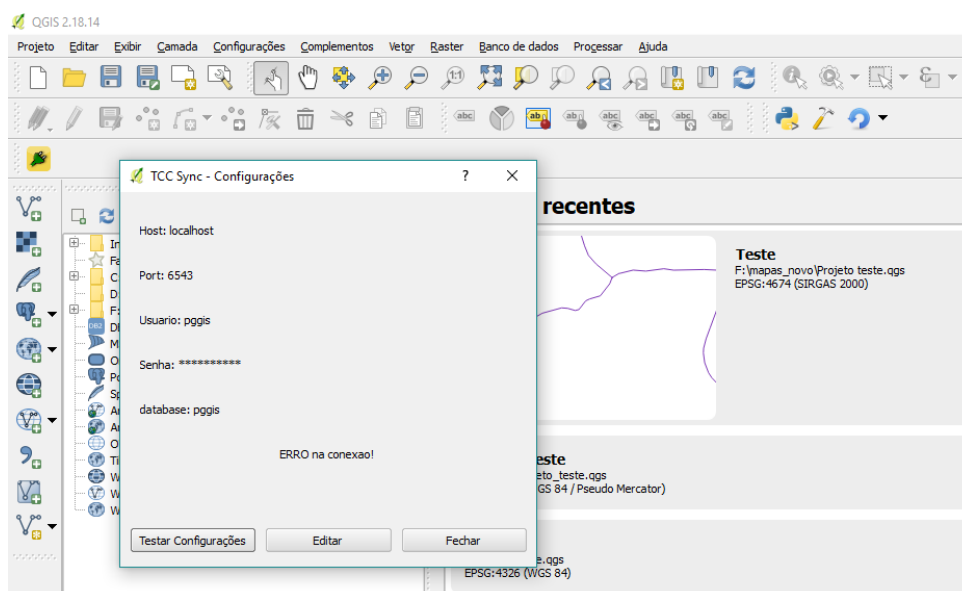 QGIS 2.18.14
Projeto Editar Exibir Camada Configurações Complementos Vetor Raster Banco de dados Processar Ajuda
TCC Sync - Configurações ? ×
Host: localhost
Port: 6543
Usuario: pggis
Senha: **********
database: pggis
ERRO na conexao!
Testar Configurações Editar Fechar
recentes
Teste
F:\mapas_novo\Projeto teste.qgs
EPSG:4674 (SIRGAS 2000)
este
eto_teste.qgs
GS 84 / Pseudo Mercator)
e.qgs
EPSG:4326 (WGS 84)